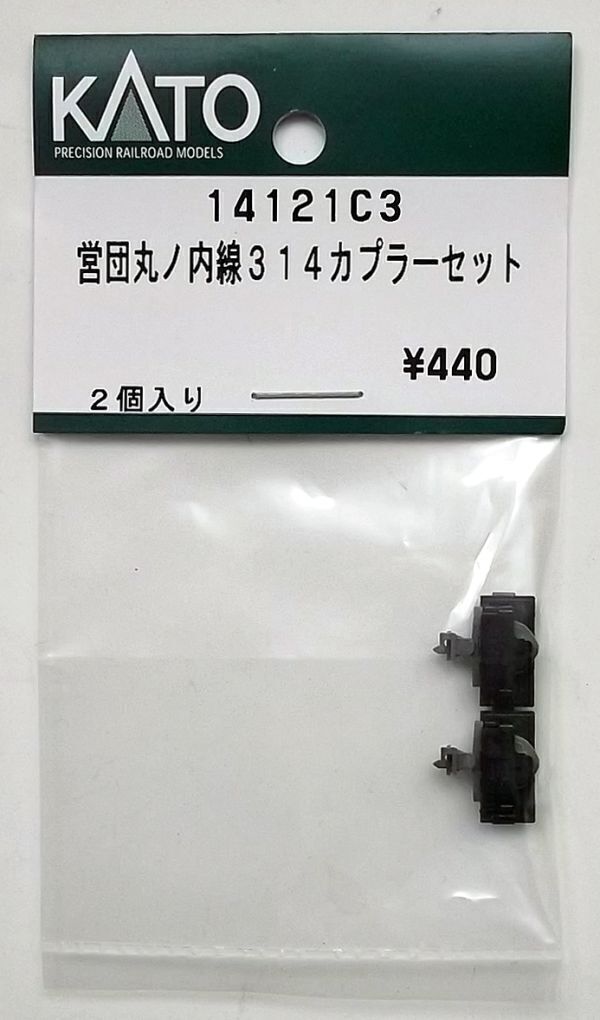 KATO
PRECISION RAILROAD MODELS
14121C3
営団丸ノ内線314カプラーセット
¥440
2個入り